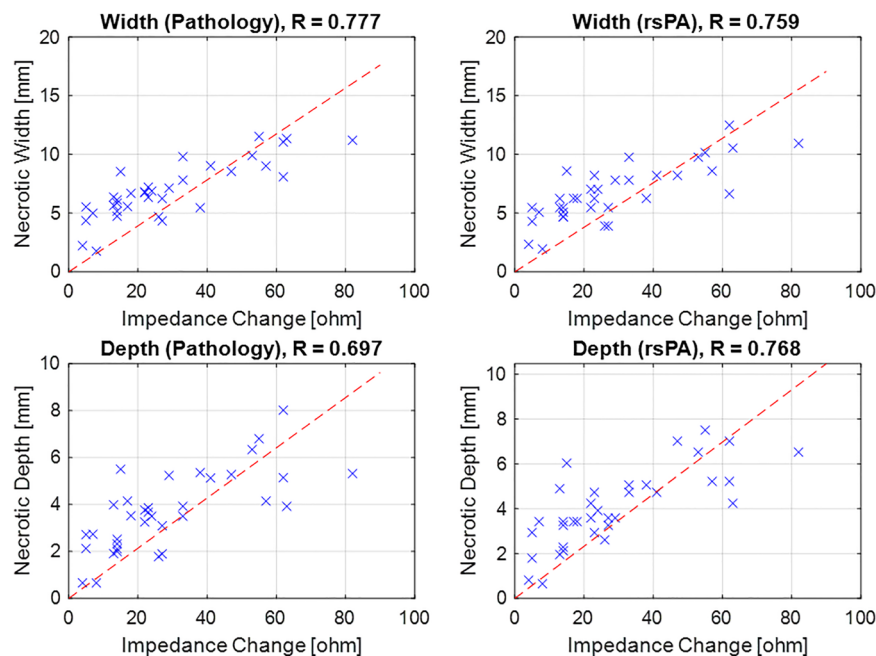 Width (Pathology), R = 0.777
20
15
10
5
0
Necrotic Width [mm]
0 20 40 60 80 100
Impedance Change [ohm]
Width (rsPA), R = 0.759
20
15
10
5
0
Necrotic Width [mm]
0 20 40 60 80 100
Impedance Change [ohm]
Depth (Pathology), R = 0.697
10
8
6
4
2
0
Necrotic Depth [mm]
0 20 40 60 80 100
Impedance Change [ohm]
Depth (rsPA), R = 0.768
10
8
6
4
2
0
Necrotic Depth [mm]
0 20 40 60 80 100
Impedance Change [ohm]